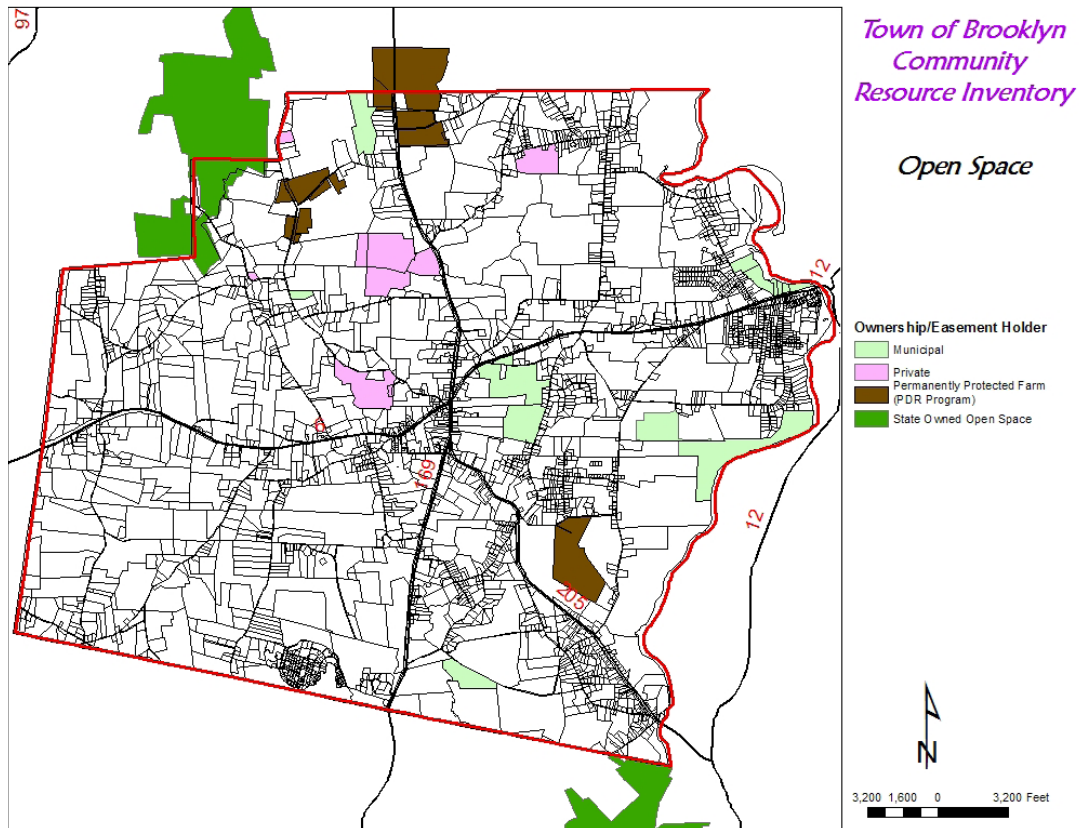 Town of Brooklyn
Community
Resource Inventory
Open Space
97
12
Ownership/Easement Holder
Municipal
Private
Permanently Protected Farm
(PDR Program)
State Owned Open Space
6
169
12
205
N
3,200 1,600 0 3,200 Feet